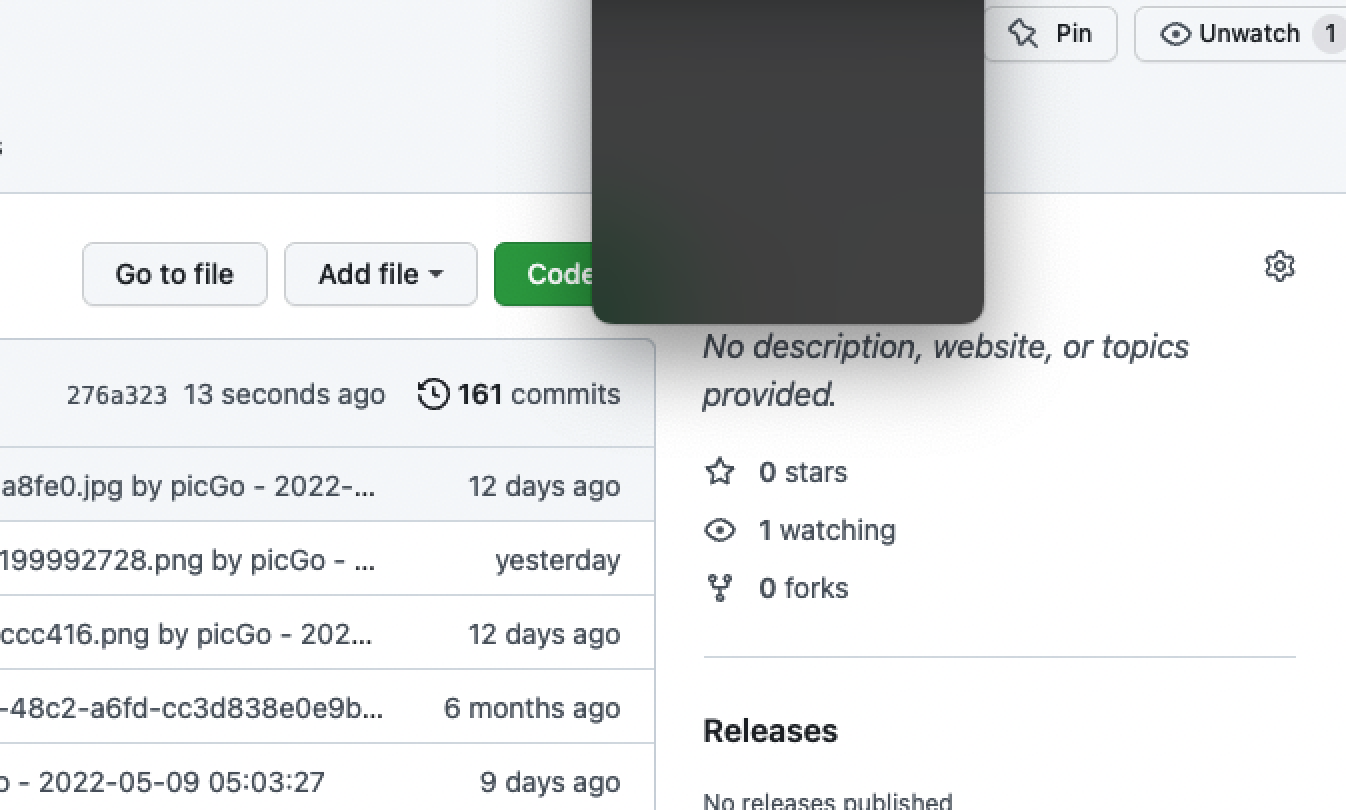 Pin
Unwatch 1
s
Go to file
Add file
Code
276a323 13 seconds ago 161 commits
a8fe0.jpg by picGo - 2022-... 12 days ago
199992728.png by picGo - ... yesterday
ccc416.png by picGo - 202... 12 days ago
-48c2-a6fd-cc3d838e0e9b... 6 months ago
o - 2022-05-09 05:03:27 9 days ago
No description, website, or topics
provided.
0 stars
1 watching
0 forks
Releases
No releases published